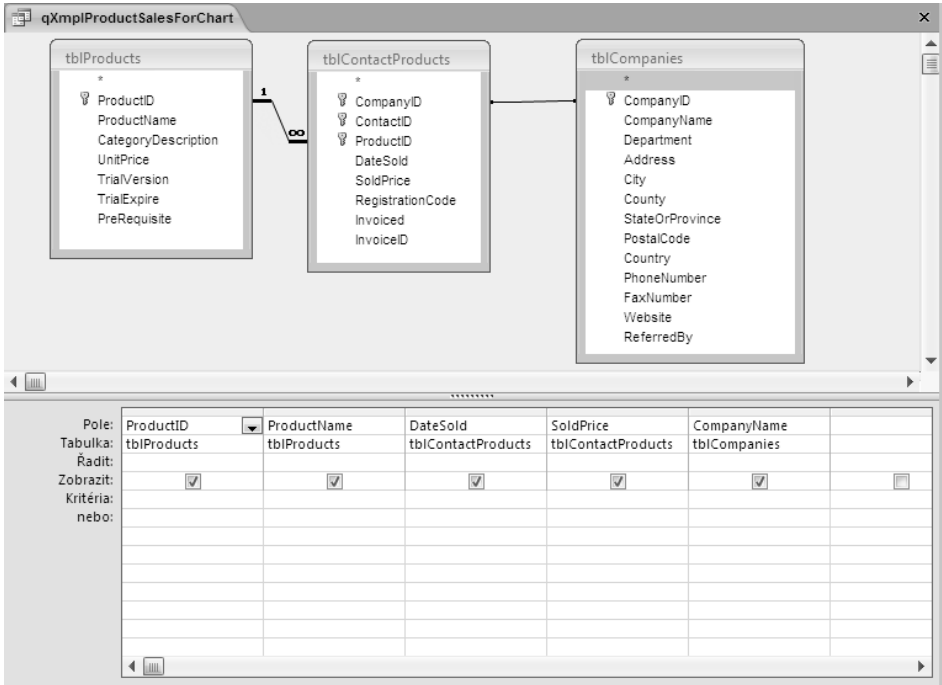 qXmplProductSalesForChart
tblProducts
*
ProductID
ProductName
CategoryDescription
UnitPrice
TrialVersion
TrialExpire
PreRequisite
1
∞
tblContactProducts
*
CompanyID
ContactID
ProductID
DateSold
SoldPrice
RegistrationCode
Invoiced
InvoiceID
tblCompanies
*
CompanyID
CompanyName
Department
Address
City
County
StateOrProvince
PostalCode
Country
PhoneNumber
FaxNumber
Website
ReferredBy
Pole: ProductID ProductName DateSold SoldPrice CompanyName
Tabulka: tblProducts tblProducts tblContactProducts tblContactProducts tblCompanies
Řadit:
Zobrazit:
Kritéria:
nebo: